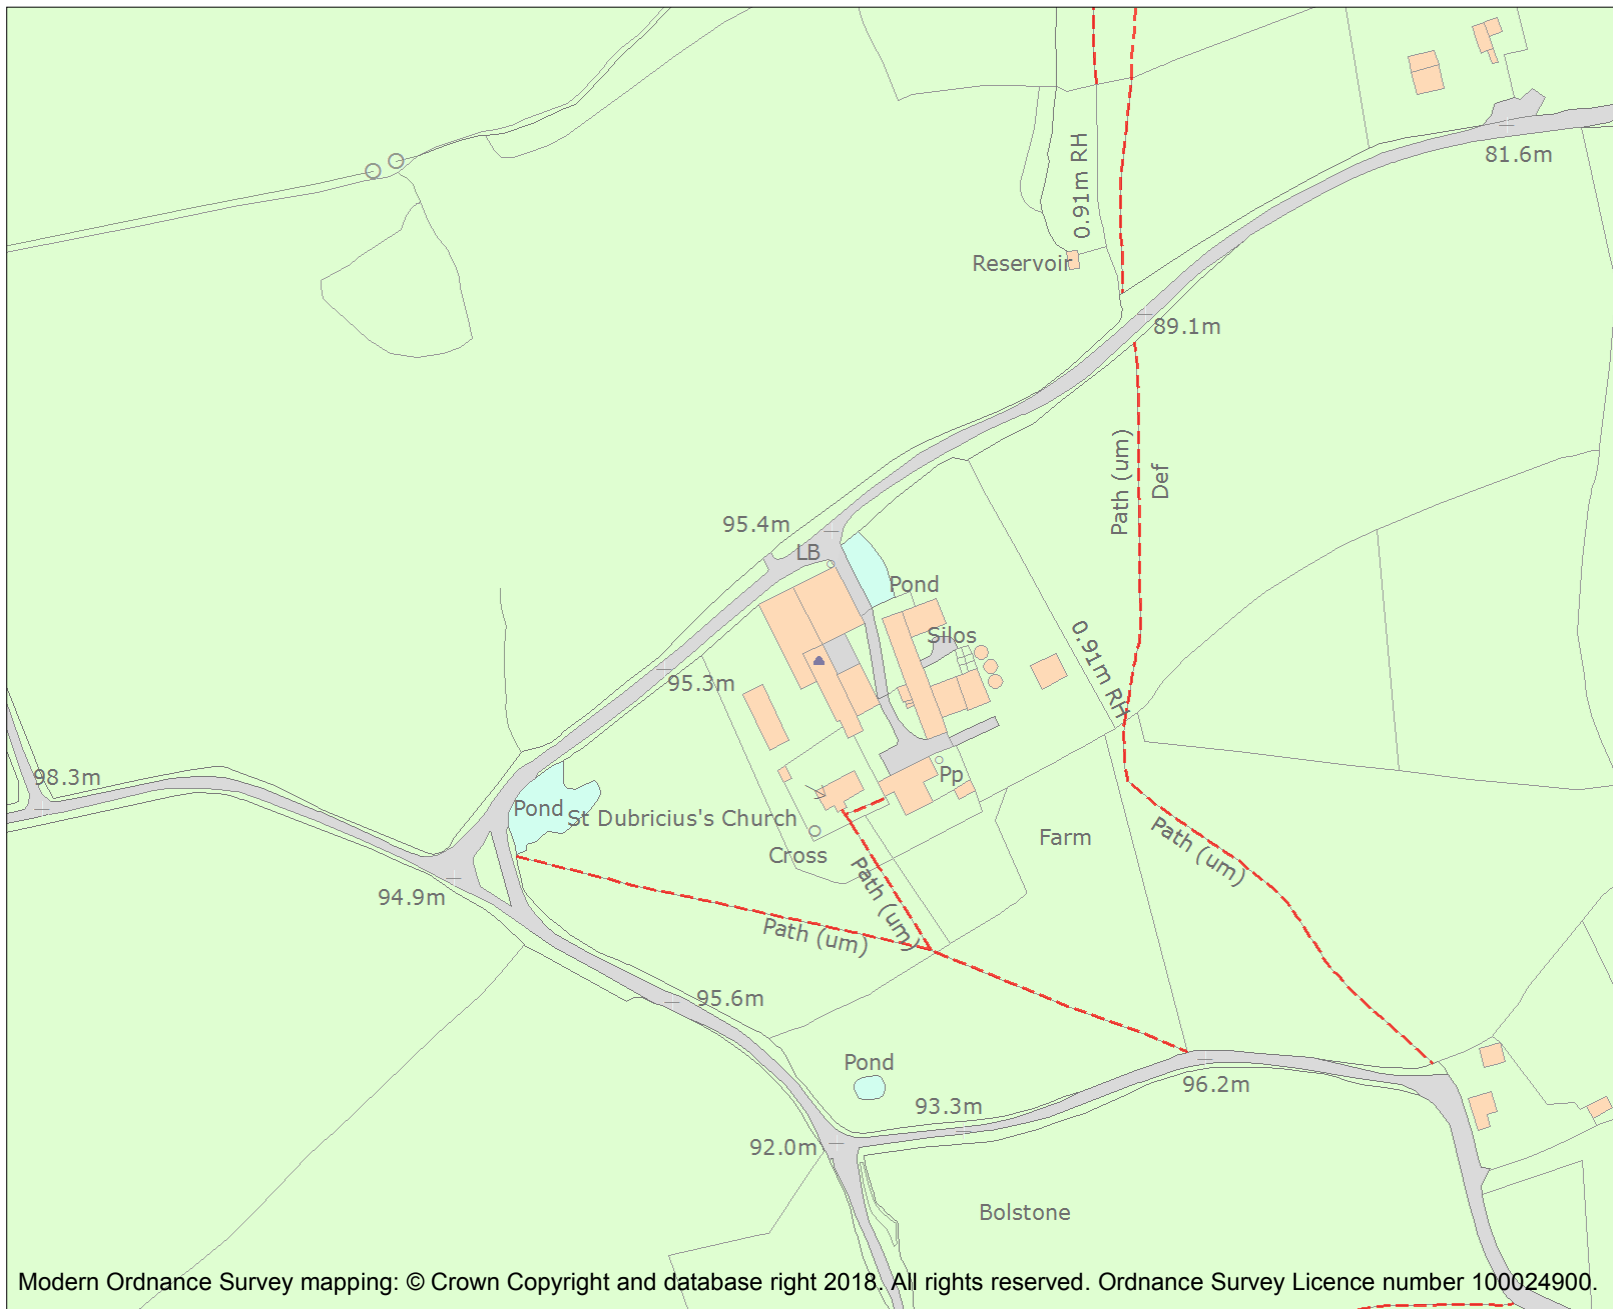 81.6m
0.91m RH
Reservoir
89.1m
Path (um)
Def
95.4m
LB
Pond
Silos
0.91m RH
95.3m
98.3m
Pp
Pond
St Dubricius's Church
Farm
Path (um)
Cross
Path (um)
94.9m
Path (um)
95.6m
Pond
96.2m
93.3m
92.0m
Bolstone
Modern Ordnance Survey mapping: © Crown Copyright and database right 2018. All rights reserved. Ordnance Survey Licence number 100024900.